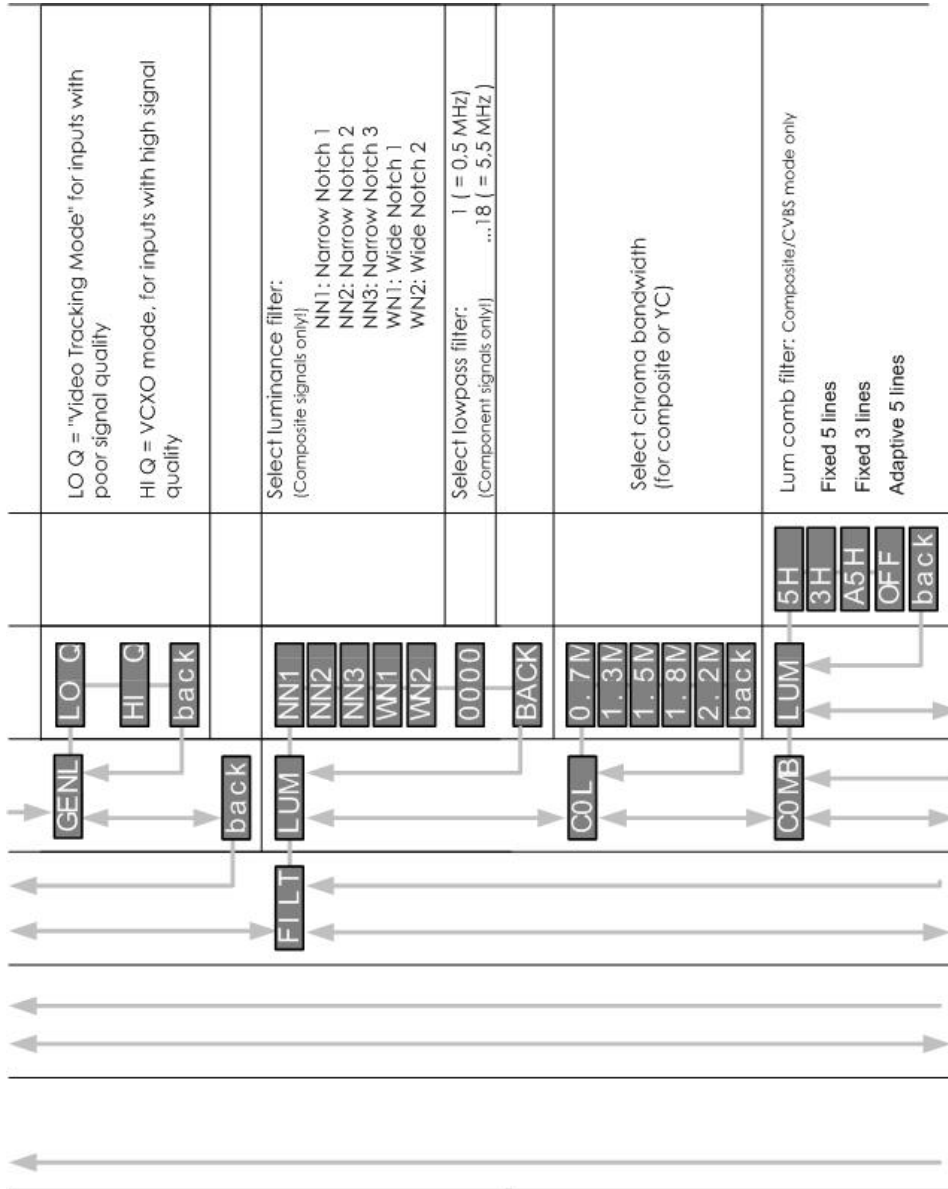 GENL
LO Q
HI Q
back
LO Q = "Video Tracking Mode" for inputs with
poor signal quality
HI Q = VCXO mode, for inputs with high signal
quality
back
FILT
LUM
NN1
NN2
NN3
WN1
WN2
0000
BACK
Select luminance filter:
(Composite signals only!)
NN1: Narrow Notch 1
NN2: Narrow Notch 2
NN3: Narrow Notch 3
WN1: Wide Notch 1
WN2: Wide Notch 2
Select lowpass filter: 1 ( = 0,5 MHz)
(Component signals only!) ...18 ( = 5,5 MHz )
COL
0.7M
1.3M
1.5M
1.8M
2.2M
back
Select chroma bandwidth
(for composite or YC)
COMB
LUM
5H
3H
A5H
OFF
back
Lum comb filter: Composite/CVBS mode only
Fixed 5 lines
Fixed 3 lines
Adaptive 5 lines